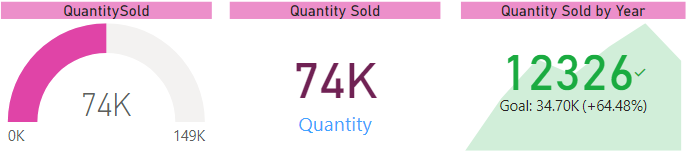 QuantitySold
74K
0K
149K
Quantity Sold
74K
Quantity
Quantity Sold by Year
12326
Goal: 34.70K (+64.48%)